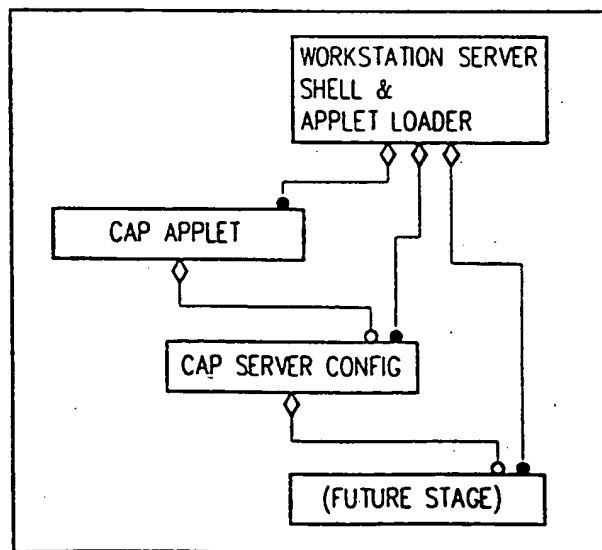 WORKSTATION SERVER
SHELL &
APPLET LOADER
CAP APPLET
CAP SERVER CONFIG
(FUTURE STAGE)